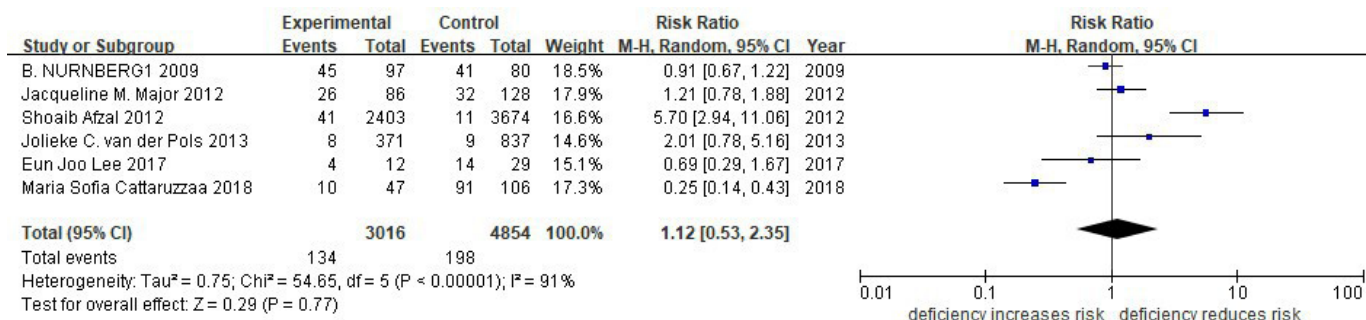 Experimental Control Risk Ratio Risk Ratio
Study or Subgroup Events Total Events Total Weight M-H, Random, 95% CI Year M-H, Random, 95% CI
B. NURNBERG1 2009 45 97 41 80 18.5% 0.91 [0.67, 1.22] 2009
Jacqueline M. Major 2012 26 86 32 128 17.9% 1.21 [0.78, 1.88] 2012
Shoaib Afzal 2012 41 2403 11 3674 16.6% 5.70 [2.94, 11.06] 2012
Jolieke C. van der Pols 2013 8 371 9 837 14.6% 2.01 [0.78, 5.16] 2013
Eun Joo Lee 2017 4 12 14 29 15.1% 0.69 [0.29, 1.67] 2017
Maria Sofia Cattaruzzaa 2018 10 47 91 106 17.3% 0.25 [0.14, 0.43] 2018
Total (95% CI) 3016 4854 100.0% 1.12 [0.53, 2.35]
Total events 134 198
Heterogeneity: Tau² = 0.75; Chi² = 54.65, df = 5 (P < 0.00001); I² = 91%
Test for overall effect: Z = 0.29 (P = 0.77)
0.01 0.1 1 10 100
deficiency increases risk deficiency reduces risk